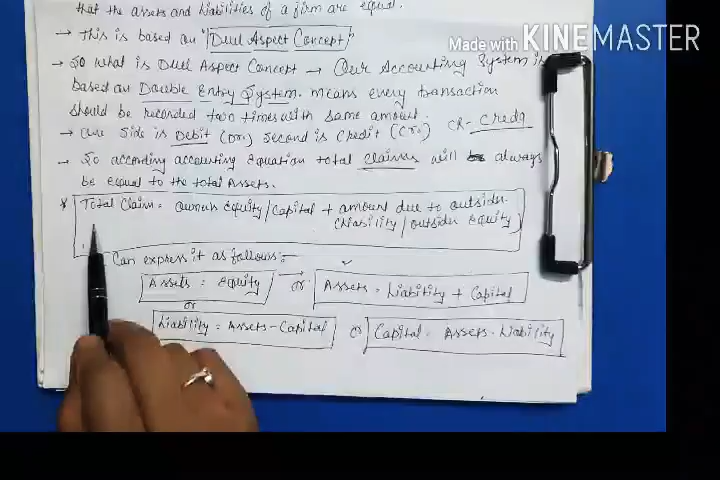 that the assets and liabilities of a firm are equal.
→ This is based on "Duel Aspect Concept"
→ So what is Duel Aspect Concept → Our Accounting System is
based on Double Entry System. means every transaction
should be recorded two times with same amount.
→ One side is Debit (Dr.) second is Credit (Cr.) CR- Credq
→ So according accounting Equation total claims will always
be equal to the total Assets.
* Total Claim = Owner Equity/Capital + amount due to outsider
(Liability/outsider Equity)
Can express it as follows:-
Assets = Equity → or Assets = Liability + Capital
or
Liability = Assets - Capital or Capital = Assets - Liability
Made with KINEMASTER